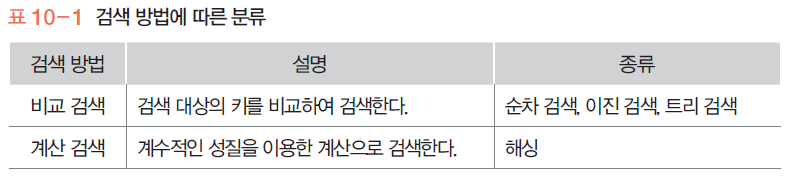 표 10-1 검색 방법에 따른 분류
검색 방법 설명 종류
비교 검색 검색 대상의 키를 비교하여 검색한다. 순차 검색, 이진 검색, 트리 검색
계산 검색 계수적인 성질을 이용한 계산으로 검색한다. 해싱